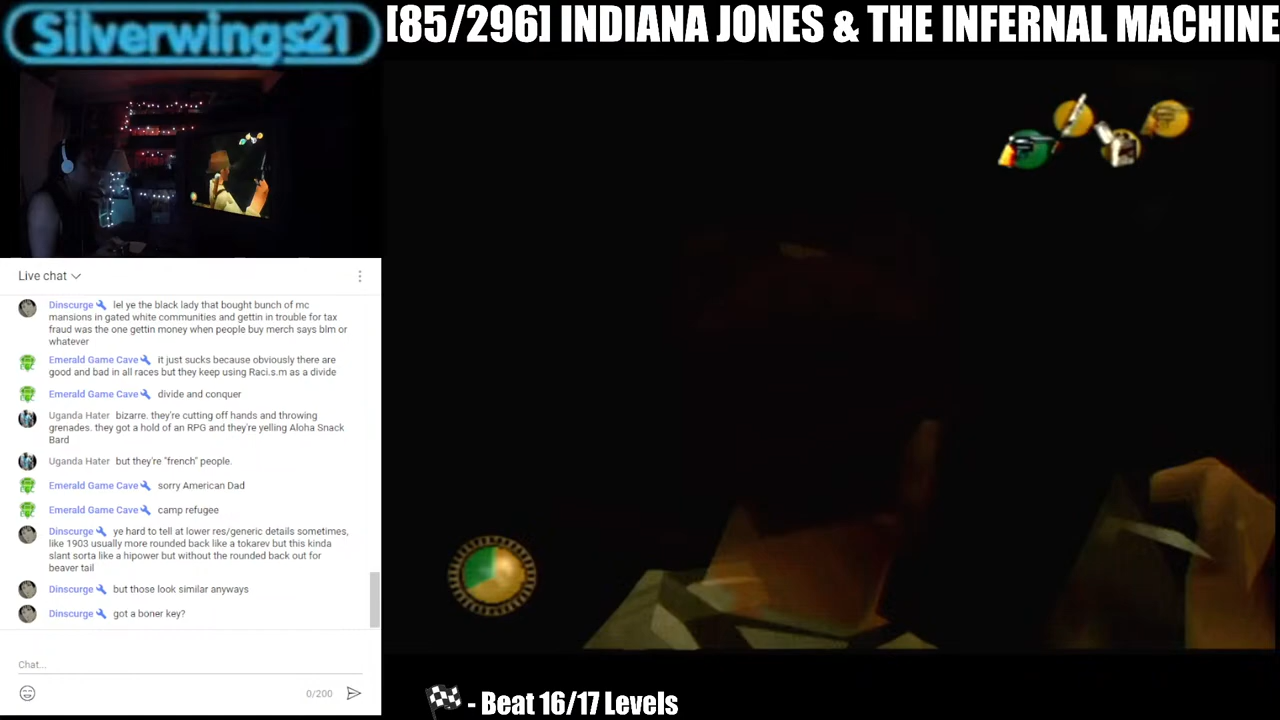 Silverwings21
[85/296] INDIANA JONES & THE INFERNAL MACHINE
Live chat
Dinscurge lel ye the black lady that bought bunch of mc
mansions in gated white communities and gettin in trouble for tax
fraud was the one gettin money when people buy merch says blm or
whatever
Emerald Game Cave it just sucks because obviously there are
good and bad in all races but they keep using Raci.s.m as a divide
Emerald Game Cave divide and conquer
Uganda Hater bizarre. they're cutting off hands and throwing
grenades. they got a hold of an RPG and they're yelling Aloha Snack
Bard
Uganda Hater but they're "french" people.
Emerald Game Cave sorry American Dad
Emerald Game Cave camp refugee
Dinscurge ye hard to tell at lower res/generic details sometimes,
like 1903 usually more rounded back like a tokarev but this kinda
slant sorta like a hipower but without the rounded back out for
beaver tail
Dinscurge but those look similar anyways
Dinscurge got a boner key?
Chat...
0/200
- Beat 16/17 Levels